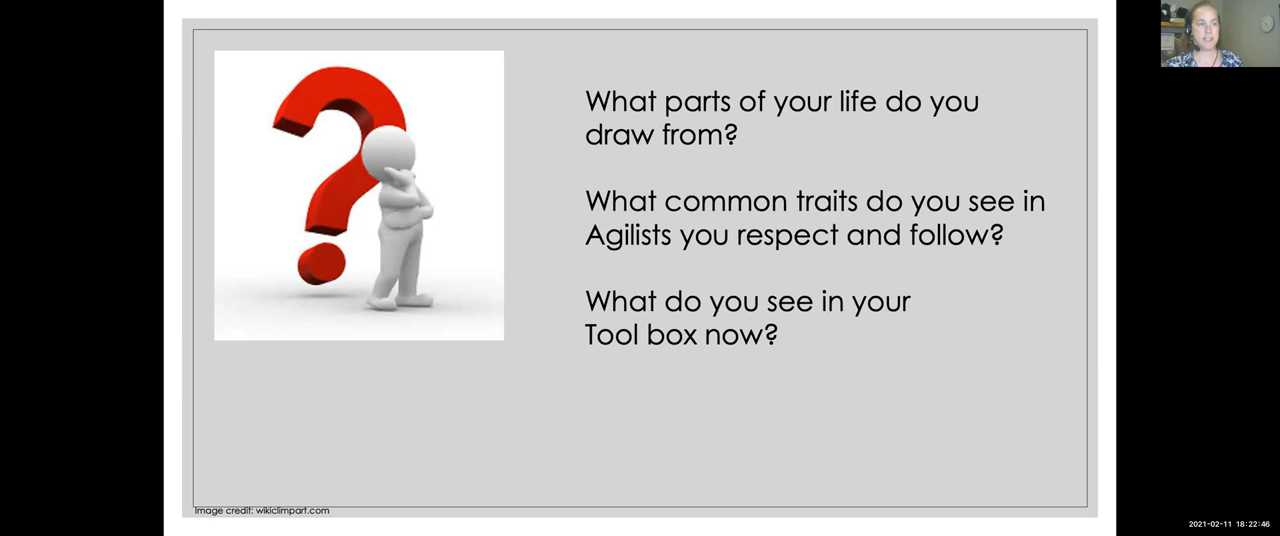 What parts of your life do you
draw from?
What common traits do you see in
Agilists you respect and follow?
What do you see in your
Tool box now?
Image credit: wikiclimpart.com
2021-02-11 18:22:46